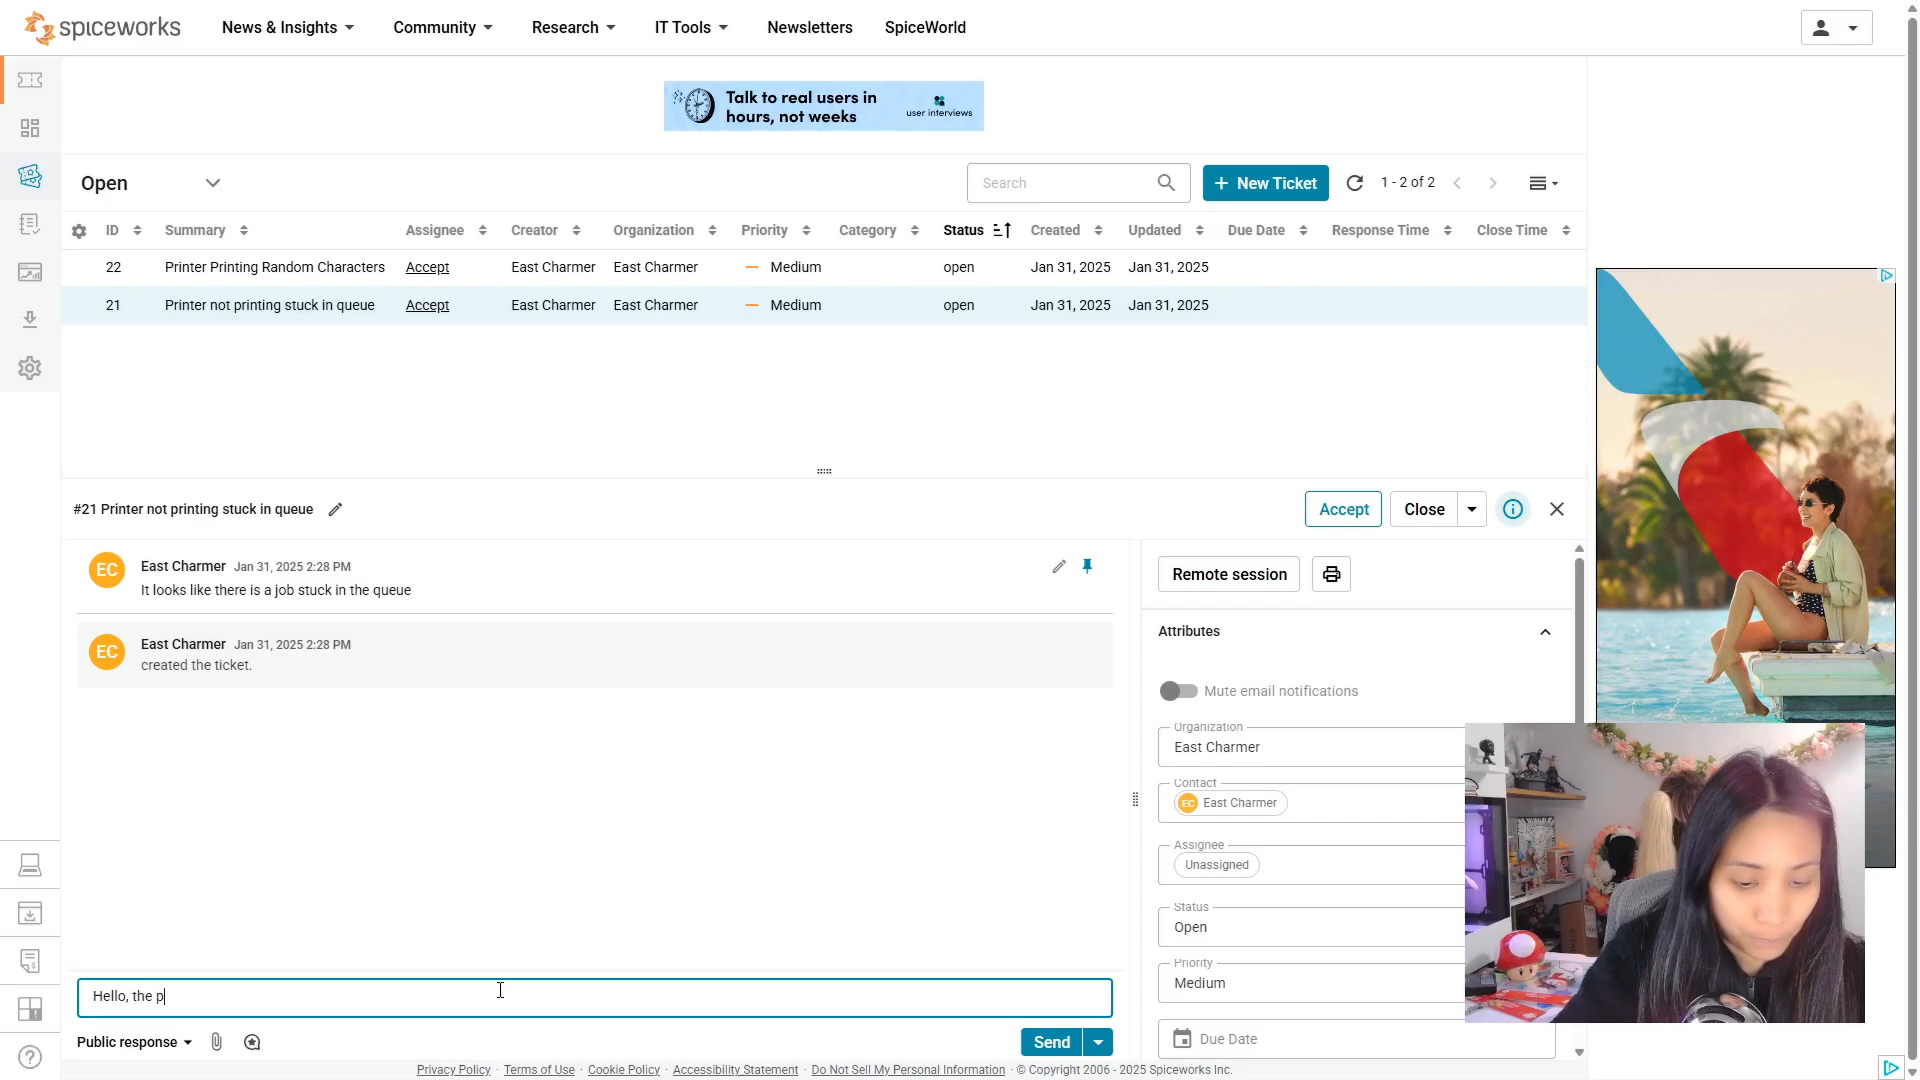 spiceworks
News & Insights
Community
Research
IT Tools
Newsletters
SpiceWorld
Talk to real users in
hours, not weeks
user interviews
Open
Search
+ New Ticket
1 - 2 of 2
ID Summary Assignee Creator Organization Priority Category Status Created Updated Due Date Response Time Close Time
22 Printer Printing Random Characters Accept East Charmer East Charmer Medium open Jan 31, 2025 Jan 31, 2025
21 Printer not printing stuck in queue Accept East Charmer East Charmer Medium open Jan 31, 2025 Jan 31, 2025
#21 Printer not printing stuck in queue
Accept
Close
EC East Charmer Jan 31, 2025 2:28 PM
It looks like there is a job stuck in the queue
EC East Charmer Jan 31, 2025 2:28 PM
created the ticket.
Remote session
Attributes
Mute email notifications
Organization
East Charmer
Contact
EC East Charmer
Assignee
Unassigned
Status
Open
Priority
Medium
Due Date
Hello, the p
Public response
Send
Privacy Policy · Terms of Use · Cookie Policy · Accessibility Statement · Do Not Sell My Personal Information · © Copyright 2006 - 2025 Spiceworks Inc.